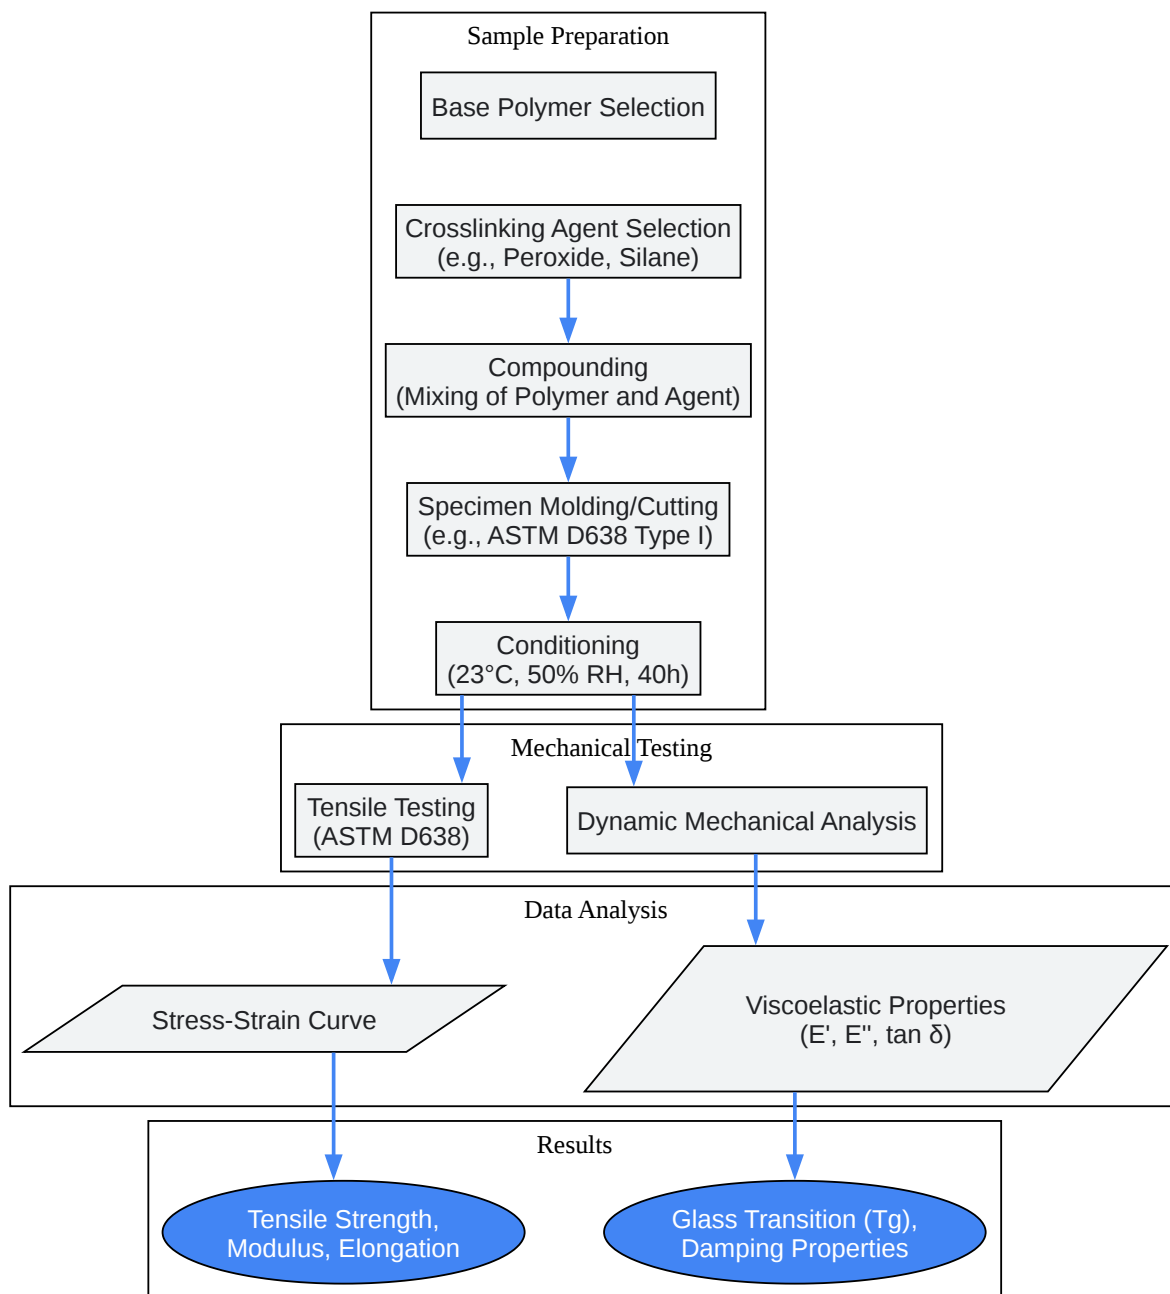 Sample Preparation
Base Polymer Selection
Crosslinking Agent Selection
(e.g., Peroxide, Silane)
Compounding
(Mixing of Polymer and Agent)
Specimen Molding/Cutting
(e.g., ASTM D638 Type I)
Conditioning
(23°C, 50% RH, 40h)
Mechanical Testing
Tensile Testing
(ASTM D638)
Dynamic Mechanical Analysis
Data Analysis
Stress-Strain Curve
Viscoelastic Properties
(E', E'', tan δ)
Results
Tensile Strength,
Modulus, Elongation
Glass Transition (Tg),
Damping Properties